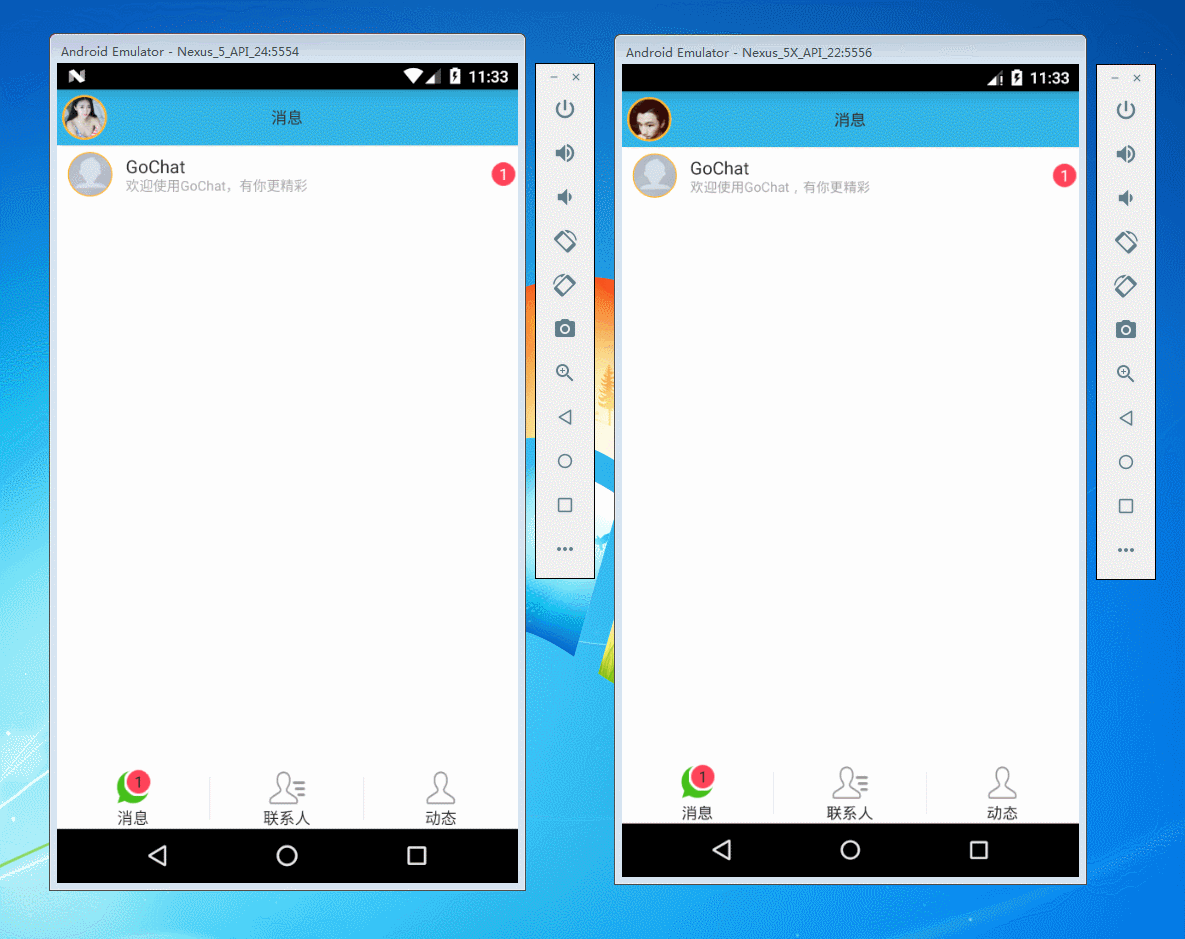 Android Emulator - Nexus_5_API_24:5554
11:33
消息
GoChat
欢迎使用GoChat，有你更精彩
1
1
消息
联系人
动态
Android Emulator - Nexus_5X_API_22:5556
11:33
消息
GoChat
欢迎使用GoChat，有你更精彩
1
1
消息
联系人
动态